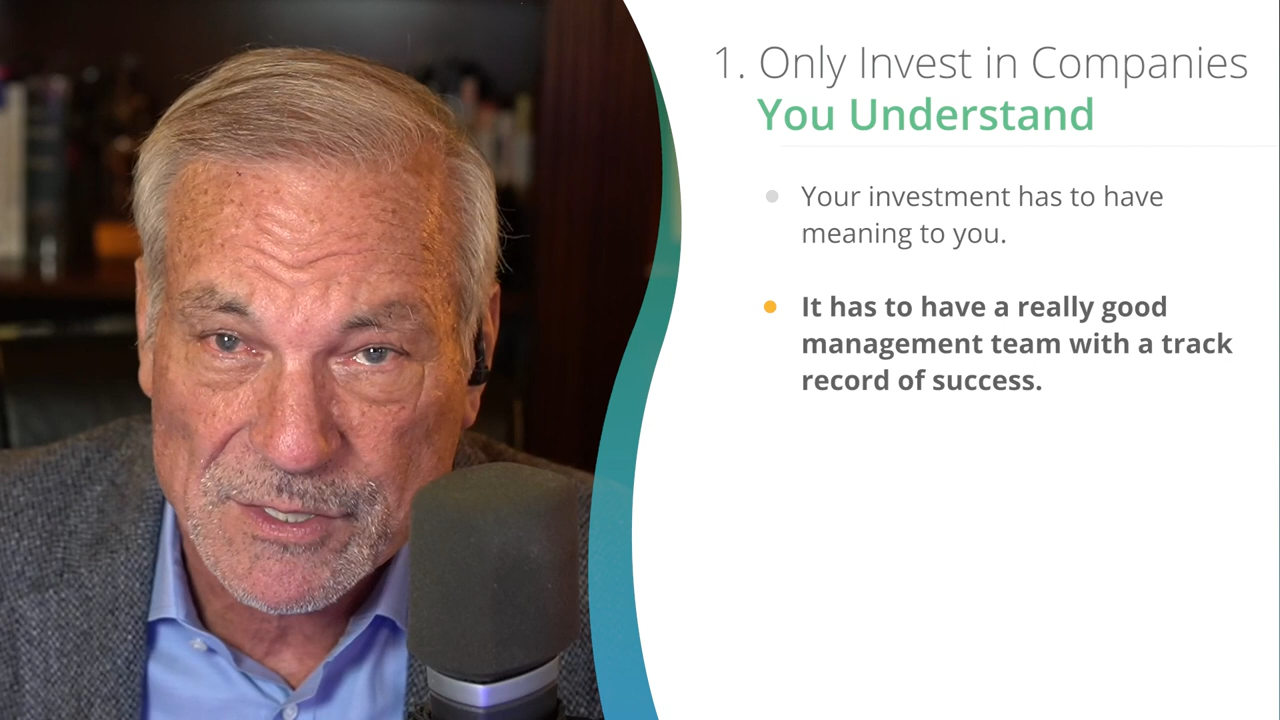 1. Only Invest in Companies
You Understand
Your investment has to have
meaning to you.
It has to have a really good
management team with a track
record of success.